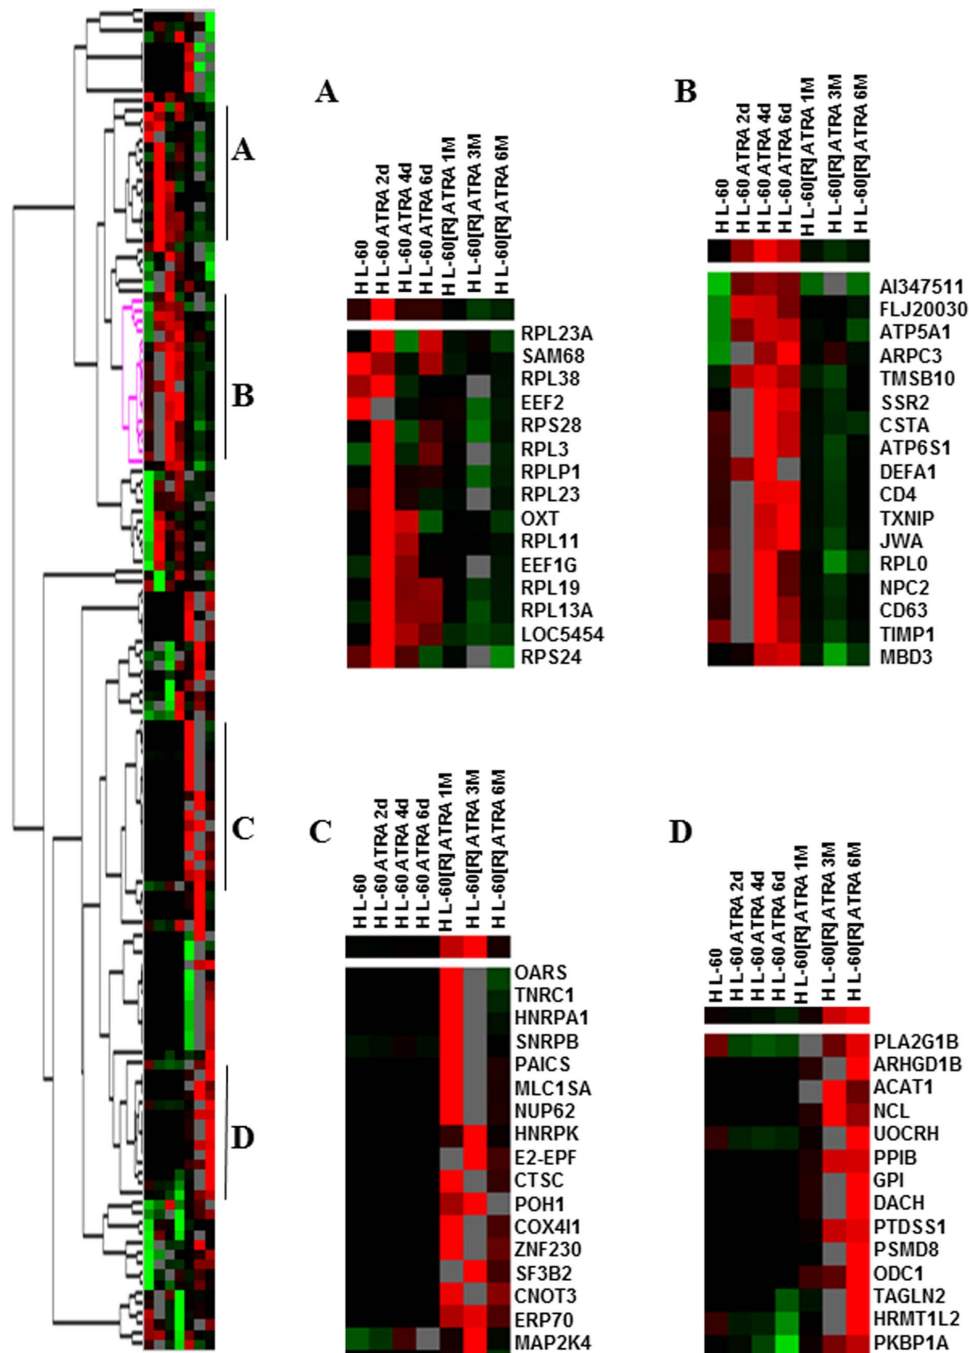 A
B
C
D
A
H L-60
H L-60 ATRA 2d
H L-60 ATRA 4d
H L-60 ATRA 6d
H L-60[R] ATRA 1M
H L-60[R] ATRA 3M
H L-60[R] ATRA 6M
RPL23A
SAM68
RPL38
EEF2
RPS28
RPL3
RPLP1
RPL23
OXT
RPL11
EEF1G
RPL19
RPL13A
LOC5454
RPS24
B
H L-60
H L-60 ATRA 2d
H L-60 ATRA 4d
H L-60 ATRA 6d
H L-60[R] ATRA 1M
H L-60[R] ATRA 3M
H L-60[R] ATRA 6M
AI347511
FLJ20030
ATP5A1
ARPC3
TMSB10
SSR2
CSTA
ATP6S1
DEFA1
CD4
TXNIP
JWA
RPL0
NPC2
CD63
TIMP1
MBD3
C
H L-60
H L-60 ATRA 2d
H L-60 ATRA 4d
H L-60 ATRA 6d
H L-60[R] ATRA 1M
H L-60[R] ATRA 3M
H L-60[R] ATRA 6M
OARS
TNRC1
HNRPA1
SNRPB
PAICS
MLC1SA
NUP62
HNRPK
E2-EPF
CTSC
POH1
COX4I1
ZNF230
SF3B2
CNOT3
ERP70
MAP2K4
D
H L-60
H L-60 ATRA 2d
H L-60 ATRA 4d
H L-60 ATRA 6d
H L-60[R] ATRA 1M
H L-60[R] ATRA 3M
H L-60[R] ATRA 6M
PLA2G1B
ARHGD1B
ACAT1
NCL
UOCRH
PPIB
GPI
DACH
PTDSS1
PSMD8
ODC1
TAGLN2
HRMT1L2
PKBP1A